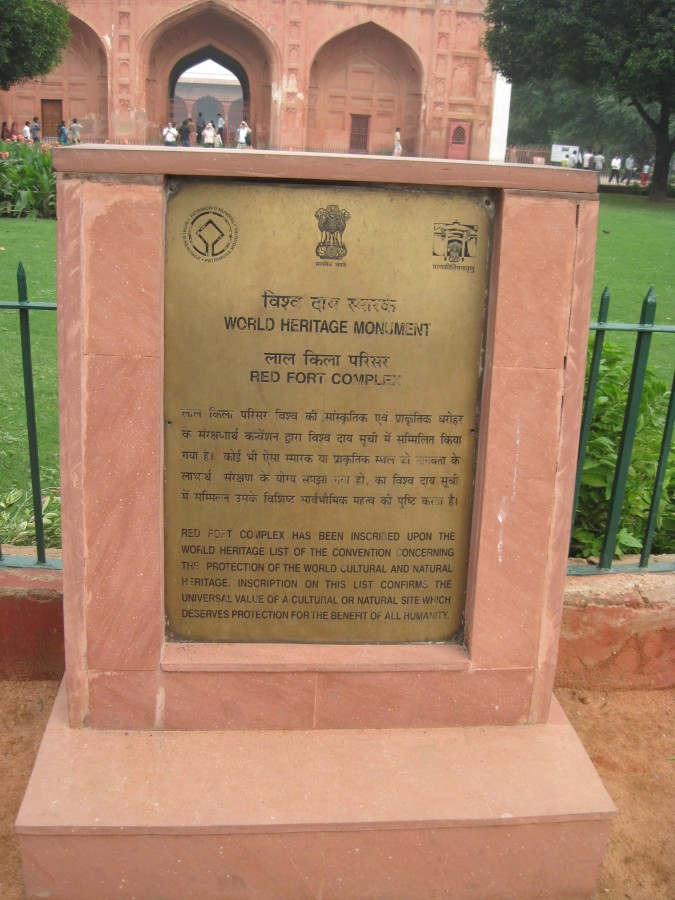 विश्व दाय स्मारक
WORLD HERITAGE MONUMENT
लाल किला परिसर
RED FORT COMPLEX
लाल किला परिसर विश्व की सांस्कृतिक एवं प्राकृतिक धरोहर
के संरक्षणार्थ कन्वेंशन द्वारा विश्व दाय सूची में सम्मिलित किया
गया है। कोई भी ऐसा स्मारक या प्राकृतिक स्थल जो मानवता के
लाभार्थ संरक्षण के योग्य समझा गया हो, का विश्व दाय सूची
में सम्मिलन उसके विशिष्ट सार्वभौमिक महत्व की पुष्टि करता है।
RED FORT COMPLEX HAS BEEN INSCRIBED UPON THE
WORLD HERITAGE LIST OF THE CONVENTION CONCERNING
THE PROTECTION OF THE WORLD CULTURAL AND NATURAL
HERITAGE. INSCRIPTION ON THIS LIST CONFIRMS THE
UNIVERSAL VALUE OF A CULTURAL OR NATURAL SITE WHICH
DESERVES PROTECTION FOR THE BENEFIT OF ALL HUMANITY.